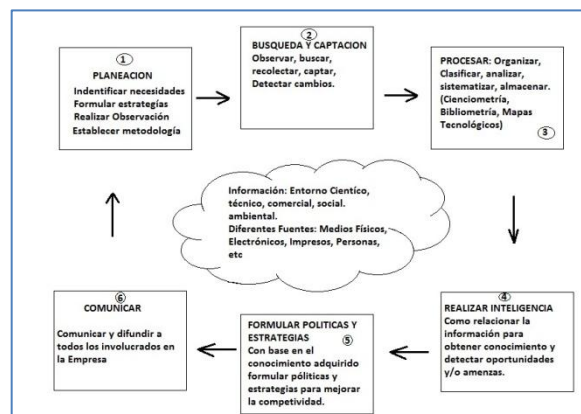 ①
PLANEACION
Indentificar necesidades
Formular estrategías
Realizar Observación
Establecer metodología
②
BUSQUEDA Y CAPTACION
Observar, buscar,
recolectar, captar,
Detectar cambios.
PROCESAR: Organizar,
Clasificar, analizar,
sistematizar, almacenar.
(Cienciometría,
Bibliometría, Mapas
Tecnológicos)
③
Información: Entorno Cientíco,
técnico, comercial, social.
ambiental.
Diferentes Fuentes: Medios Físicos,
Electrónicos, Impresos, Personas,
etc
④
REALIZAR INTELIGENCIA
Como relacionar la
información para
obtener conocimiento y
detectar oportunidades
y/o amenzas.
FORMULAR POLITICAS Y
ESTRATEGIAS ⑤
Con base en el
conocimiento adquirido
formular póliticas y
estrategias para mejorar
la competividad.
⑥
COMUNICAR
Comunicar y difundir a
todos los involucrados en
la Empresa